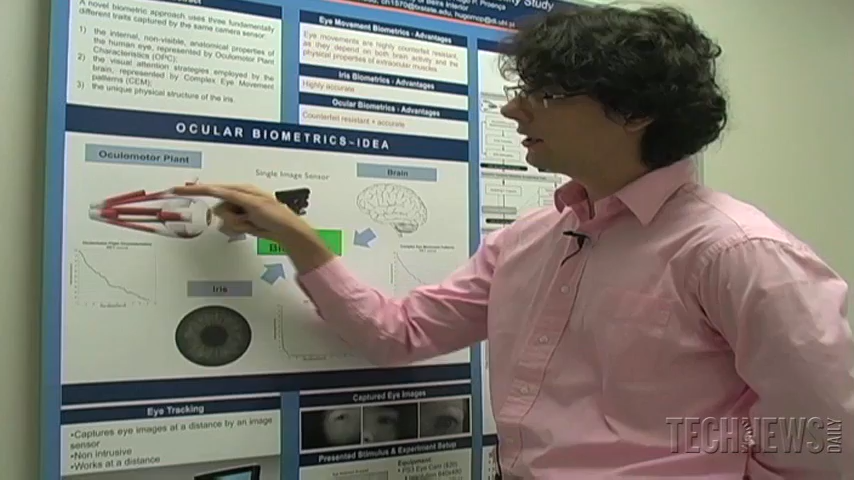 A novel biometric approach uses three fundamentally
different traits captured by the same camera sensor:
1) the internal, non-visible, anatomical properties of
the human eye, represented by Oculomotor Plant
Characteristics (OPC);
2) the visual attention strategies employed by the
brain, represented by Complex Eye Movement
patterns (CEM);
3) the unique physical structure of the iris.
Eye Movement Biometrics - Advantages
Eye movements are highly counterfeit resistant,
as they depend on both brain activity and the
physical properties of extraocular muscles
Iris Biometrics - Advantages
Highly accurate
Ocular Biometrics - Advantages
Counterfeit resistant + accurate
OCULAR BIOMETRICS-IDEA
Oculomotor Plant
Single Image Sensor
Brain
Iris
Eye Tracking
•Captures eye images at a distance by an image
sensor
•Non intrusive
•Works at a distance
Captured Eye Images
Presented Stimulus & Experiment Setup
Equipment
TECHNEWS
DAILY